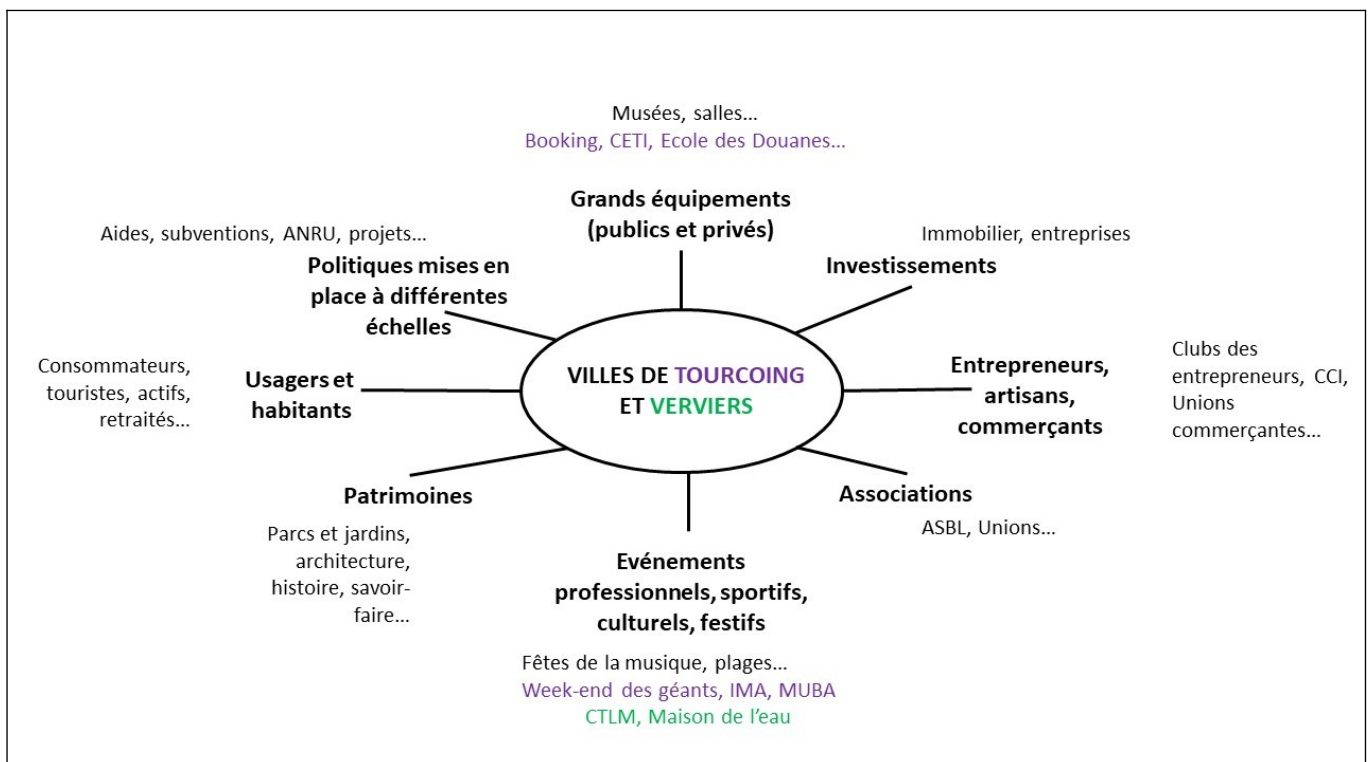 Musées, salles...
Booking, CETI, Ecole des Douanes...
Grands équipements
(publics et privés)
Aides, subventions, ANRU, projets...
Politiques mises en
place à différentes
échelles
Immobilier, entreprises
Investissements
Consommateurs,
touristes, actifs,
retraités...
Usagers et
habitants
VILLES DE TOURCOING
ET VERVIERS
Entrepreneurs,
artisans,
commerçants
Clubs des
entrepreneurs, CCI,
Unions
commerçantes...
Patrimoines
Parcs et jardins,
architecture,
histoire, savoir-
faire...
Associations
ASBL, Unions...
Evénements
professionnels, sportifs,
culturels, festifs
Fêtes de la musique, plages...
Week-end des géants, IMA, MUBA
CTLM, Maison de l'eau